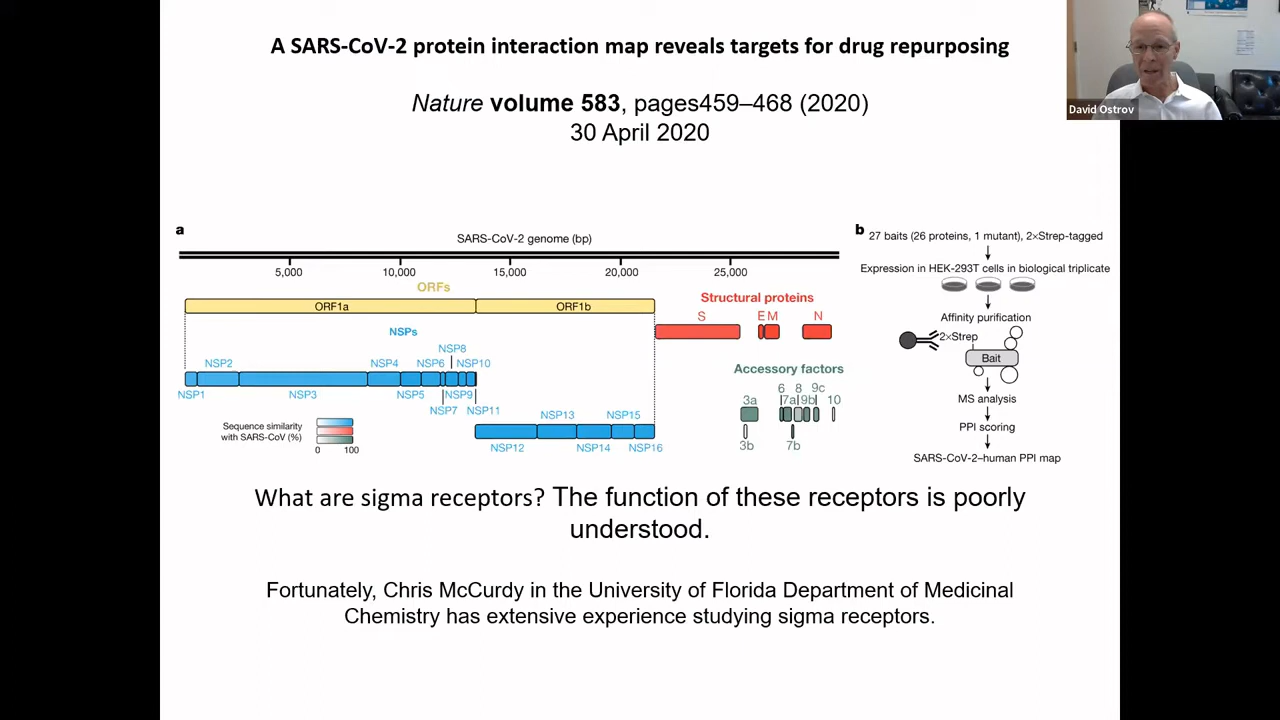 A SARS-CoV-2 protein interaction map reveals targets for drug repurposing
Nature volume 583, pages459–468 (2020)
30 April 2020
David Ostrov
a
SARS-CoV-2 genome (bp)
5,000 10,000 15,000 20,000 25,000
ORFs
ORF1a ORF1b
NSPs
NSP8
NSP2 NSP4 NSP6 NSP10
NSP3
NSP1 NSP5 NSP9
NSP7 NSP11
NSP13 NSP15
NSP12 NSP14 NSP16
Sequence similarity
with SARS-CoV (%)
0 100
Structural proteins
S E M N
Accessory factors
6 8 9c
3a 7a 9b 10
3b 7b
b
27 baits (26 proteins, 1 mutant), 2×Strep-tagged
Expression in HEK-293T cells in biological triplicate
Affinity purification
2×Strep
Bait
MS analysis
PPI scoring
SARS-CoV-2–human PPI map
What are sigma receptors? The function of these receptors is poorly
understood.
Fortunately, Chris McCurdy in the University of Florida Department of Medicinal
Chemistry has extensive experience studying sigma receptors.